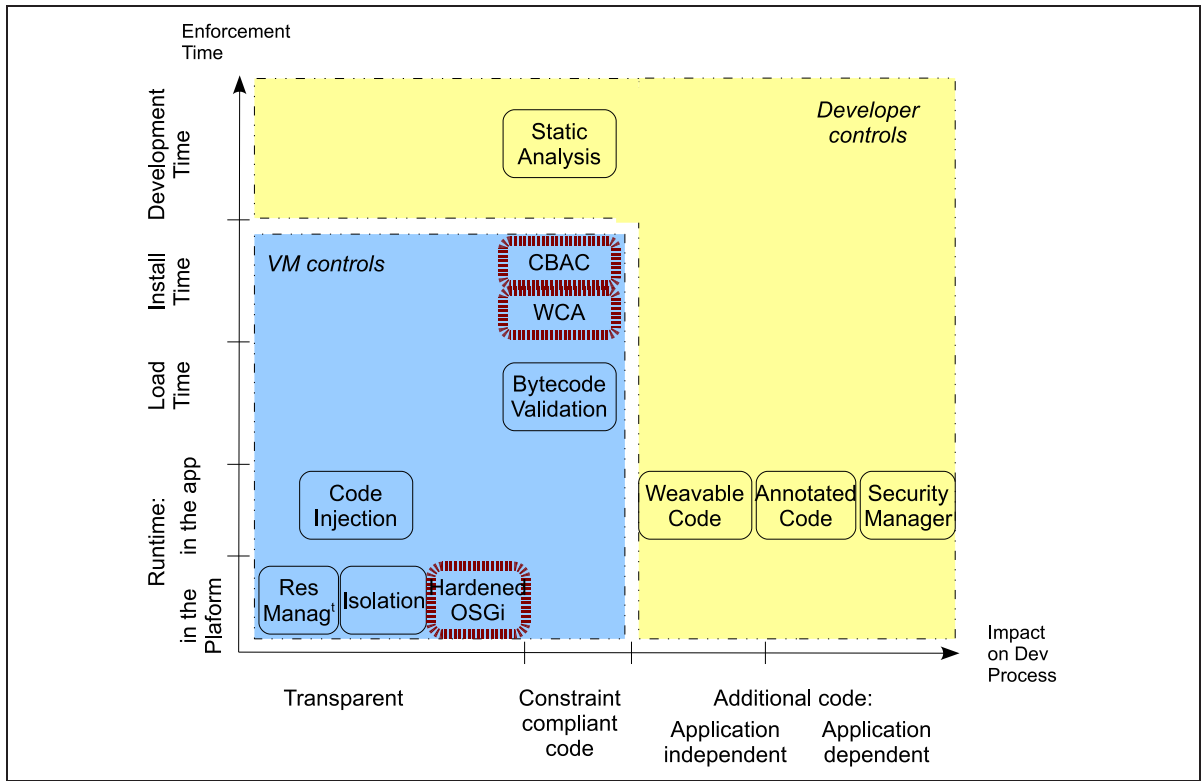 Enforcement
Time
Development
Time
Static
Analysis
Developer
controls
Install
Time
VM controls
CBAC
WCA
Load
Time
Bytecode
Validation
Runtime:
in the app
Code
Injection
Weavable
Code
Annotated
Code
Security
Manager
in the
Plaform
Res
Managᵗ
Isolation
Hardened
OSGi
Impact
on Dev
Process
Transparent
Constraint
compliant
code
Additional code:
Application
independent
Application
dependent